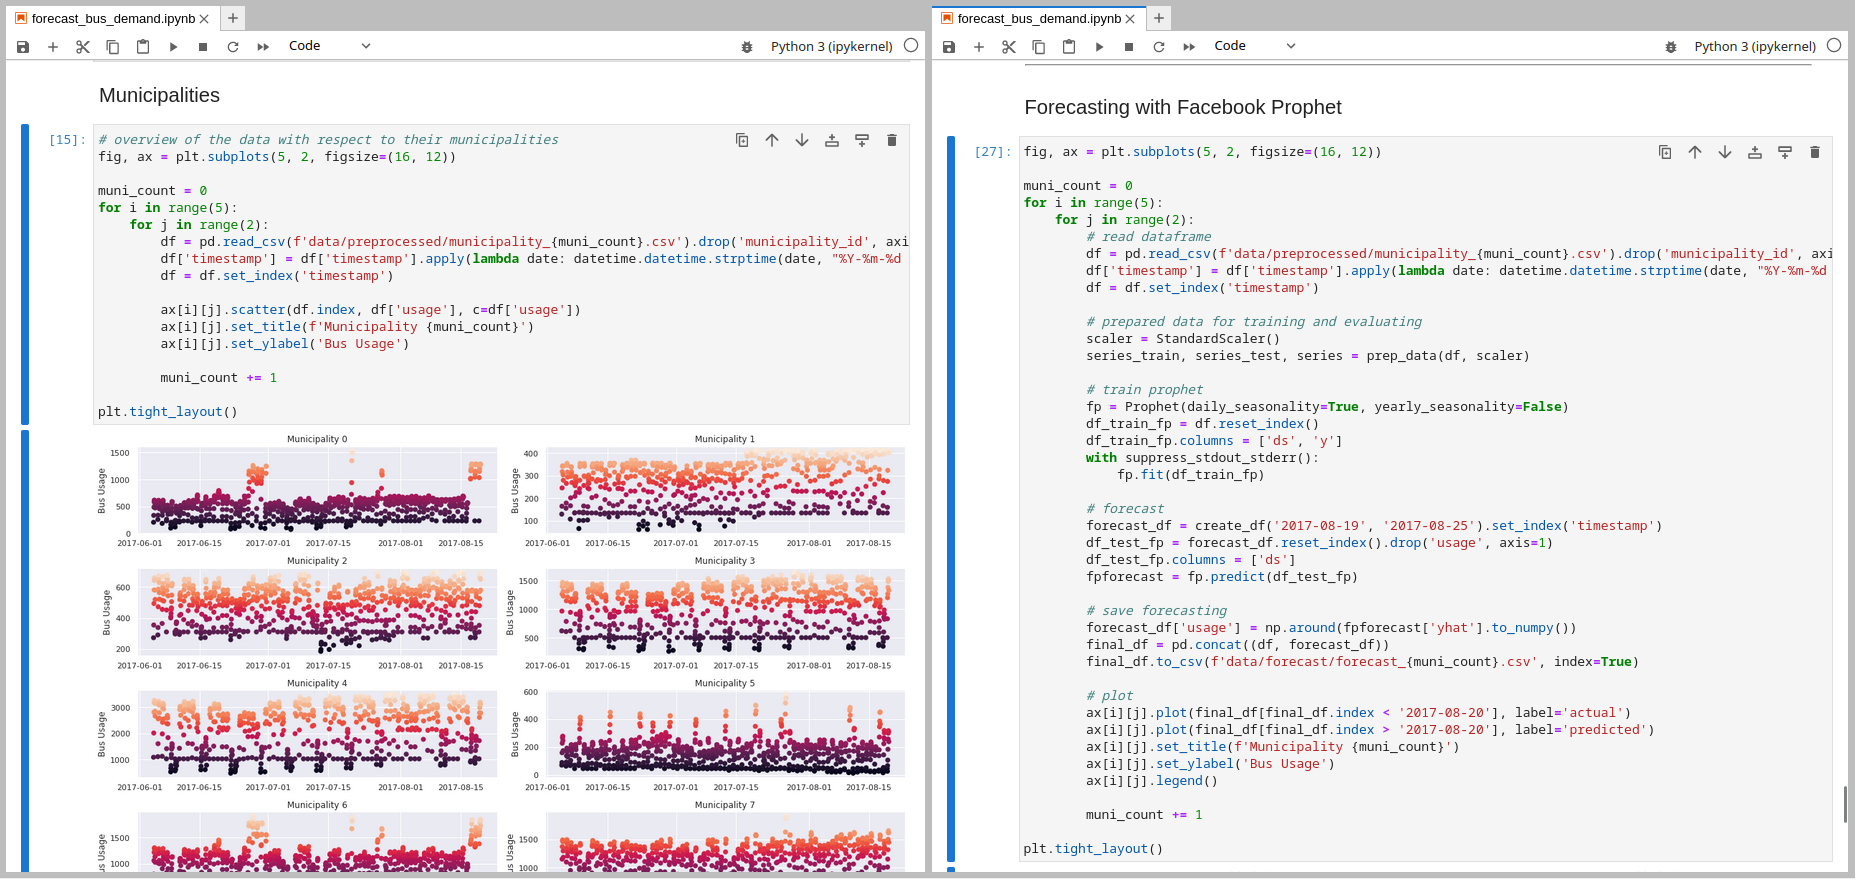 forecast_bus_demand.ipynb
Code
Python 3 (ipykernel)
Municipalities
[15]:
# overview of the data with respect to their municipalities
fig, ax = plt.subplots(5, 2, figsize=(16, 12))
muni_count = 0
for i in range(5):
    for j in range(2):
        df = pd.read_csv(f'data/preprocessed/municipality_{muni_count}.csv').drop('municipality_id', axi
        df['timestamp'] = df['timestamp'].apply(lambda date: datetime.datetime.strptime(date, "%Y-%m-%d
        df = df.set_index('timestamp')
        ax[i][j].scatter(df.index, df['usage'], c=df['usage'])
        ax[i][j].set_title(f'Municipality {muni_count}')
        ax[i][j].set_ylabel('Bus Usage')
        muni_count += 1
plt.tight_layout()
Municipality 0
Bus Usage
1500
1000
500
0
2017-06-01 2017-06-15 2017-07-01 2017-07-15 2017-08-01 2017-08-15
Municipality 1
Bus Usage
400
300
200
100
2017-06-01 2017-06-15 2017-07-01 2017-07-15 2017-08-01 2017-08-15
Municipality 2
Bus Usage
600
400
200
2017-06-01 2017-06-15 2017-07-01 2017-07-15 2017-08-01 2017-08-15
Municipality 3
Bus Usage
1500
1000
500
2017-06-01 2017-06-15 2017-07-01 2017-07-15 2017-08-01 2017-08-15
Municipality 4
Bus Usage
3000
2000
1000
2017-06-01 2017-06-15 2017-07-01 2017-07-15 2017-08-01 2017-08-15
Municipality 5
Bus Usage
600
400
200
0
2017-06-01 2017-06-15 2017-07-01 2017-07-15 2017-08-01 2017-08-15
Municipality 6
s Usage
1500
1000
Municipality 7
s Usage
1500
1000
forecast_bus_demand.ipynb
Code
Python 3 (ipykernel)
Forecasting with Facebook Prophet
[27]:
fig, ax = plt.subplots(5, 2, figsize=(16, 12))
muni_count = 0
for i in range(5):
    for j in range(2):
        # read dataframe
        df = pd.read_csv(f'data/preprocessed/municipality_{muni_count}.csv').drop('municipality_id', axi
        df['timestamp'] = df['timestamp'].apply(lambda date: datetime.datetime.strptime(date, "%Y-%m-%d
        df = df.set_index('timestamp')
        # prepared data for training and evaluating
        scaler = StandardScaler()
        series_train, series_test, series = prep_data(df, scaler)
        # train prophet
        fp = Prophet(daily_seasonality=True, yearly_seasonality=False)
        df_train_fp = df.reset_index()
        df_train_fp.columns = ['ds', 'y']
        with suppress_stdout_stderr():
            fp.fit(df_train_fp)
        # forecast
        forecast_df = create_df('2017-08-19', '2017-08-25').set_index('timestamp')
        df_test_fp = forecast_df.reset_index().drop('usage', axis=1)
        df_test_fp.columns = ['ds']
        fpforecast = fp.predict(df_test_fp)
        # save forecasting
        forecast_df['usage'] = np.around(fpforecast['yhat'].to_numpy())
        final_df = pd.concat((df, forecast_df))
        final_df.to_csv(f'data/forecast/forecast_{muni_count}.csv', index=True)
        # plot
        ax[i][j].plot(final_df[final_df.index < '2017-08-20'], label='actual')
        ax[i][j].plot(final_df[final_df.index > '2017-08-20'], label='predicted')
        ax[i][j].set_title(f'Municipality {muni_count}')
        ax[i][j].set_ylabel('Bus Usage')
        ax[i][j].legend()
        muni_count += 1
plt.tight_layout()